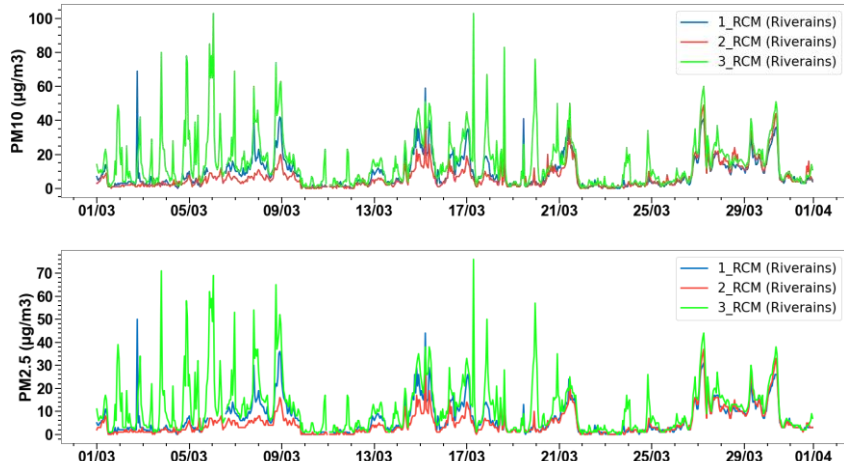 PM10 (µg/m3)
100
80
60
40
20
0
1_RCM (Riverains)
2_RCM (Riverains)
3_RCM (Riverains)
01/03 05/03 09/03 13/03 17/03 21/03 25/03 29/03 01/04
PM2.5 (µg/m3)
70
60
50
40
30
20
10
0
1_RCM (Riverains)
2_RCM (Riverains)
3_RCM (Riverains)
01/03 05/03 09/03 13/03 17/03 21/03 25/03 29/03 01/04